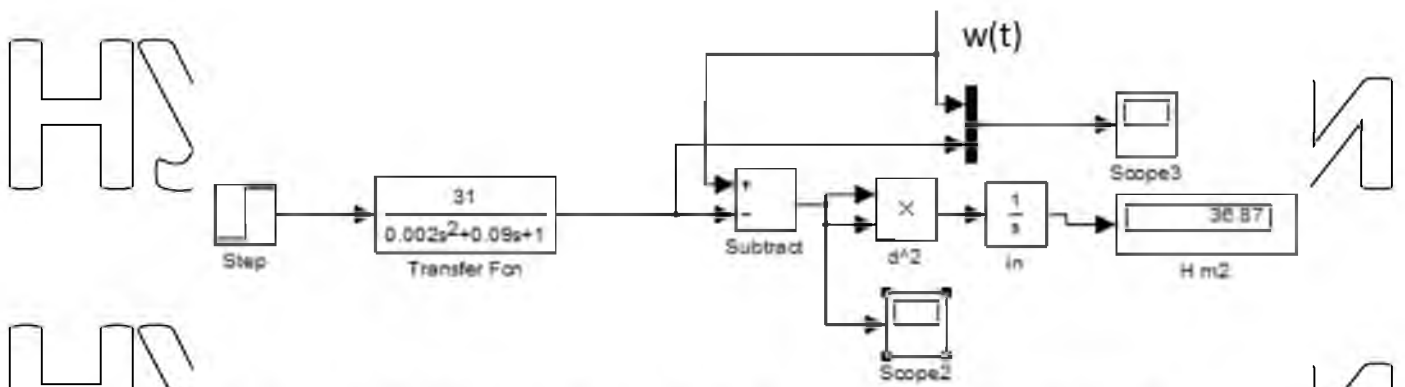 w(t)
Scope3
31
0.002s²+0.09s+1
Step
Transfer Fcn
+
−
Subtract
×
d^2
1
s
in
36.87
H m2
Scope2